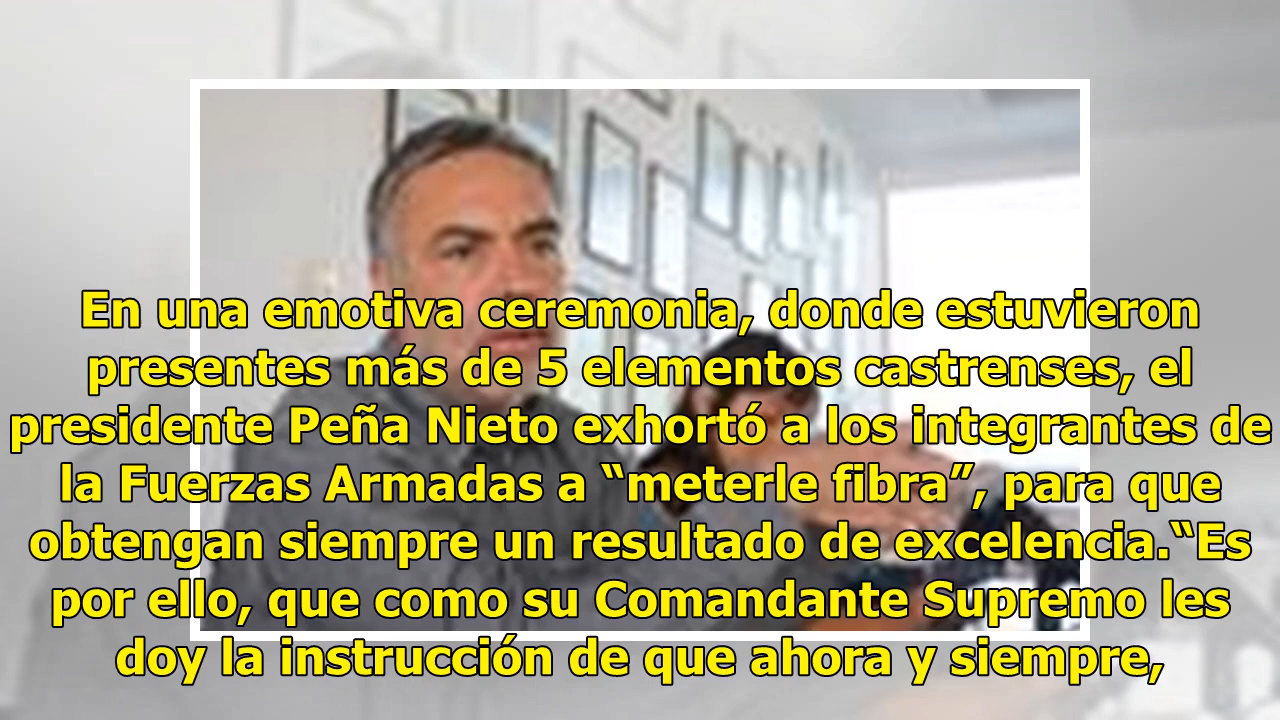 En una emotiva ceremonia, donde estuvieron
presentes más de 5 elementos castrenses, el
presidente Peña Nieto exhortó a los integrantes de
la Fuerzas Armadas a “meterle fibra”, para que
obtengan siempre un resultado de excelencia.“Es
por ello, que como su Comandante Supremo les
doy la instrucción de que ahora y siempre,